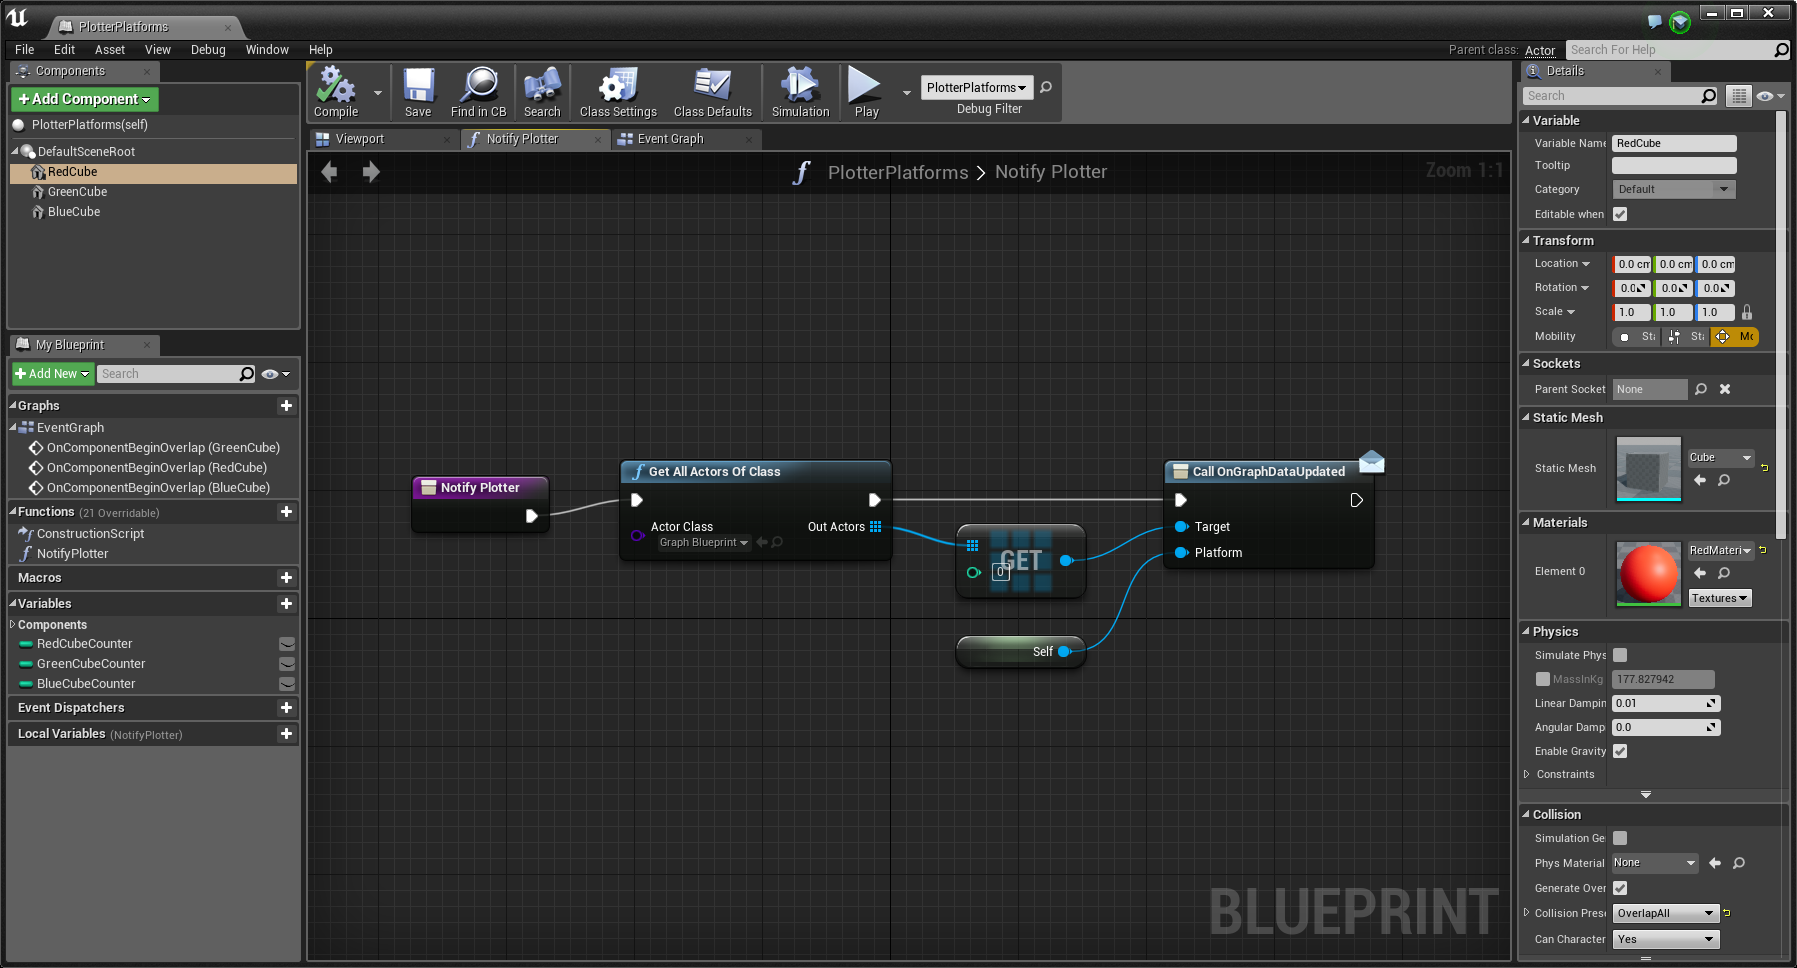 PlotterPlatforms
File Edit Asset View Debug Window Help
Parent class: Actor
Search For Help
Components
+Add Component
PlotterPlatforms(self)
DefaultSceneRoot
RedCube
GreenCube
BlueCube
My Blueprint
+Add New
Search
Graphs
EventGraph
OnComponentBeginOverlap (GreenCube)
OnComponentBeginOverlap (RedCube)
OnComponentBeginOverlap (BlueCube)
Functions (21 Overridable)
ConstructionScript
NotifyPlotter
Macros
Variables
Components
RedCubeCounter
GreenCubeCounter
BlueCubeCounter
Event Dispatchers
Local Variables (NotifyPlotter)
Compile
Save
Find in CB
Search
Class Settings
Class Defaults
Simulation
Play
PlotterPlatforms
Debug Filter
Viewport
Notify Plotter
Event Graph
PlotterPlatforms > Notify Plotter
Zoom 1:1
Notify Plotter
Get All Actors Of Class
Actor Class
Graph Blueprint
Out Actors
GET
0
Self
Call OnGraphDataUpdated
Target
Platform
BLUEPRINT
Details
Search
Variable
Variable Name RedCube
Tooltip
Category Default
Editable when
Transform
Location 0.0 cm 0.0 cm 0.0 cm
Rotation 0.0 0.0 0.0
Scale 1.0 1.0 1.0
Mobility
Sockets
Parent Socket None
Static Mesh
Static Mesh Cube
Materials
Element 0 RedMateri
Textures
Physics
Simulate Phys
MassInKg 177.827942
Linear Dampin 0.01
Angular Damp 0.0
Enable Gravity
Constraints
Collision
Simulation Ge
Phys Material None
Generate Over
Collision Prese OverlapAll
Can Character Yes